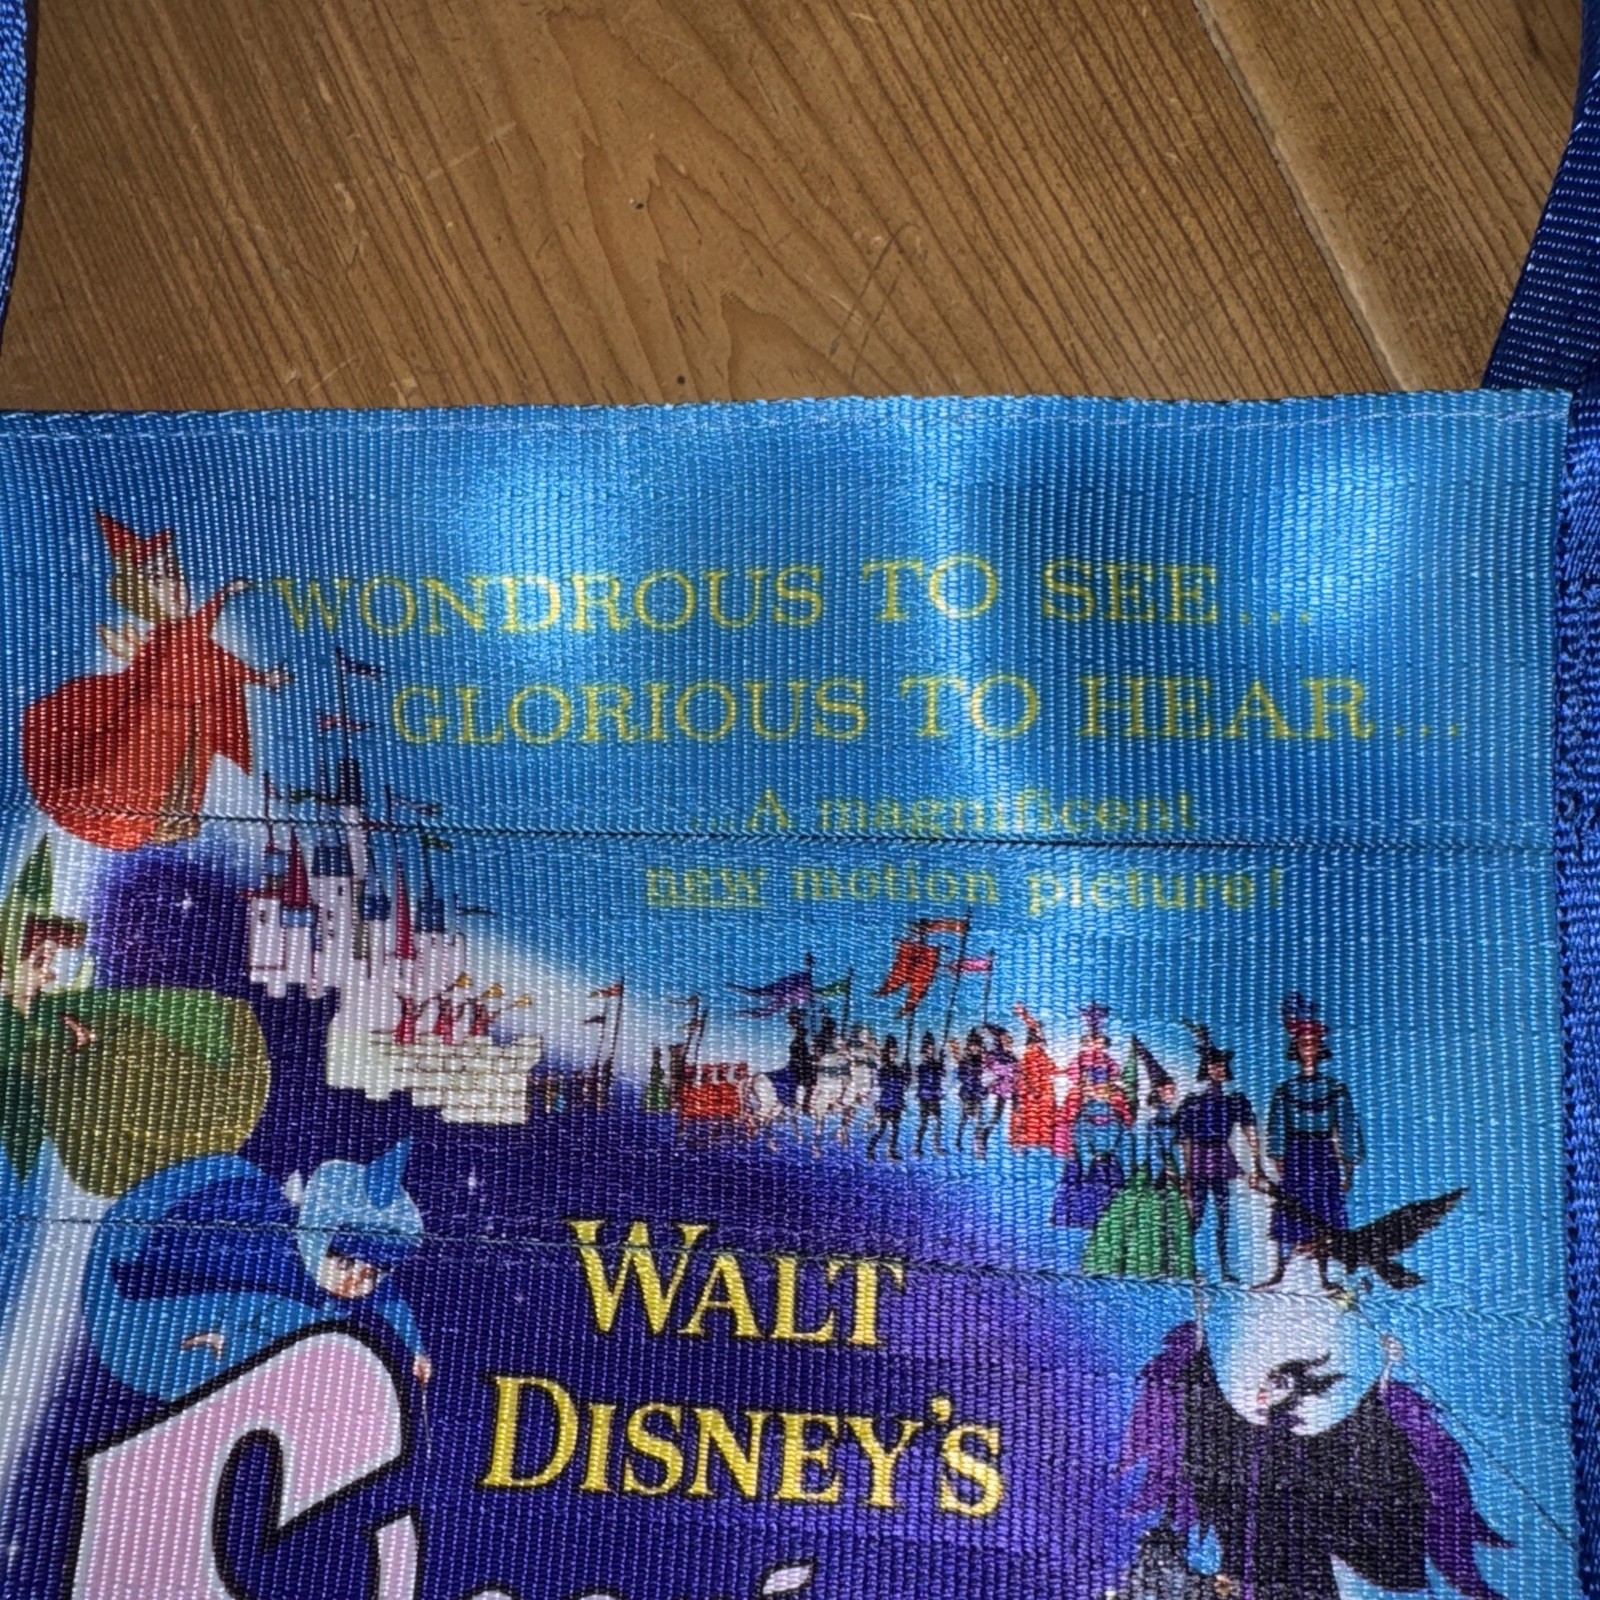 WONDROUS TO SEE...
GLORIOUS TO HEAR...
...A magnificent
new motion picture!
WALT
DISNEY'S